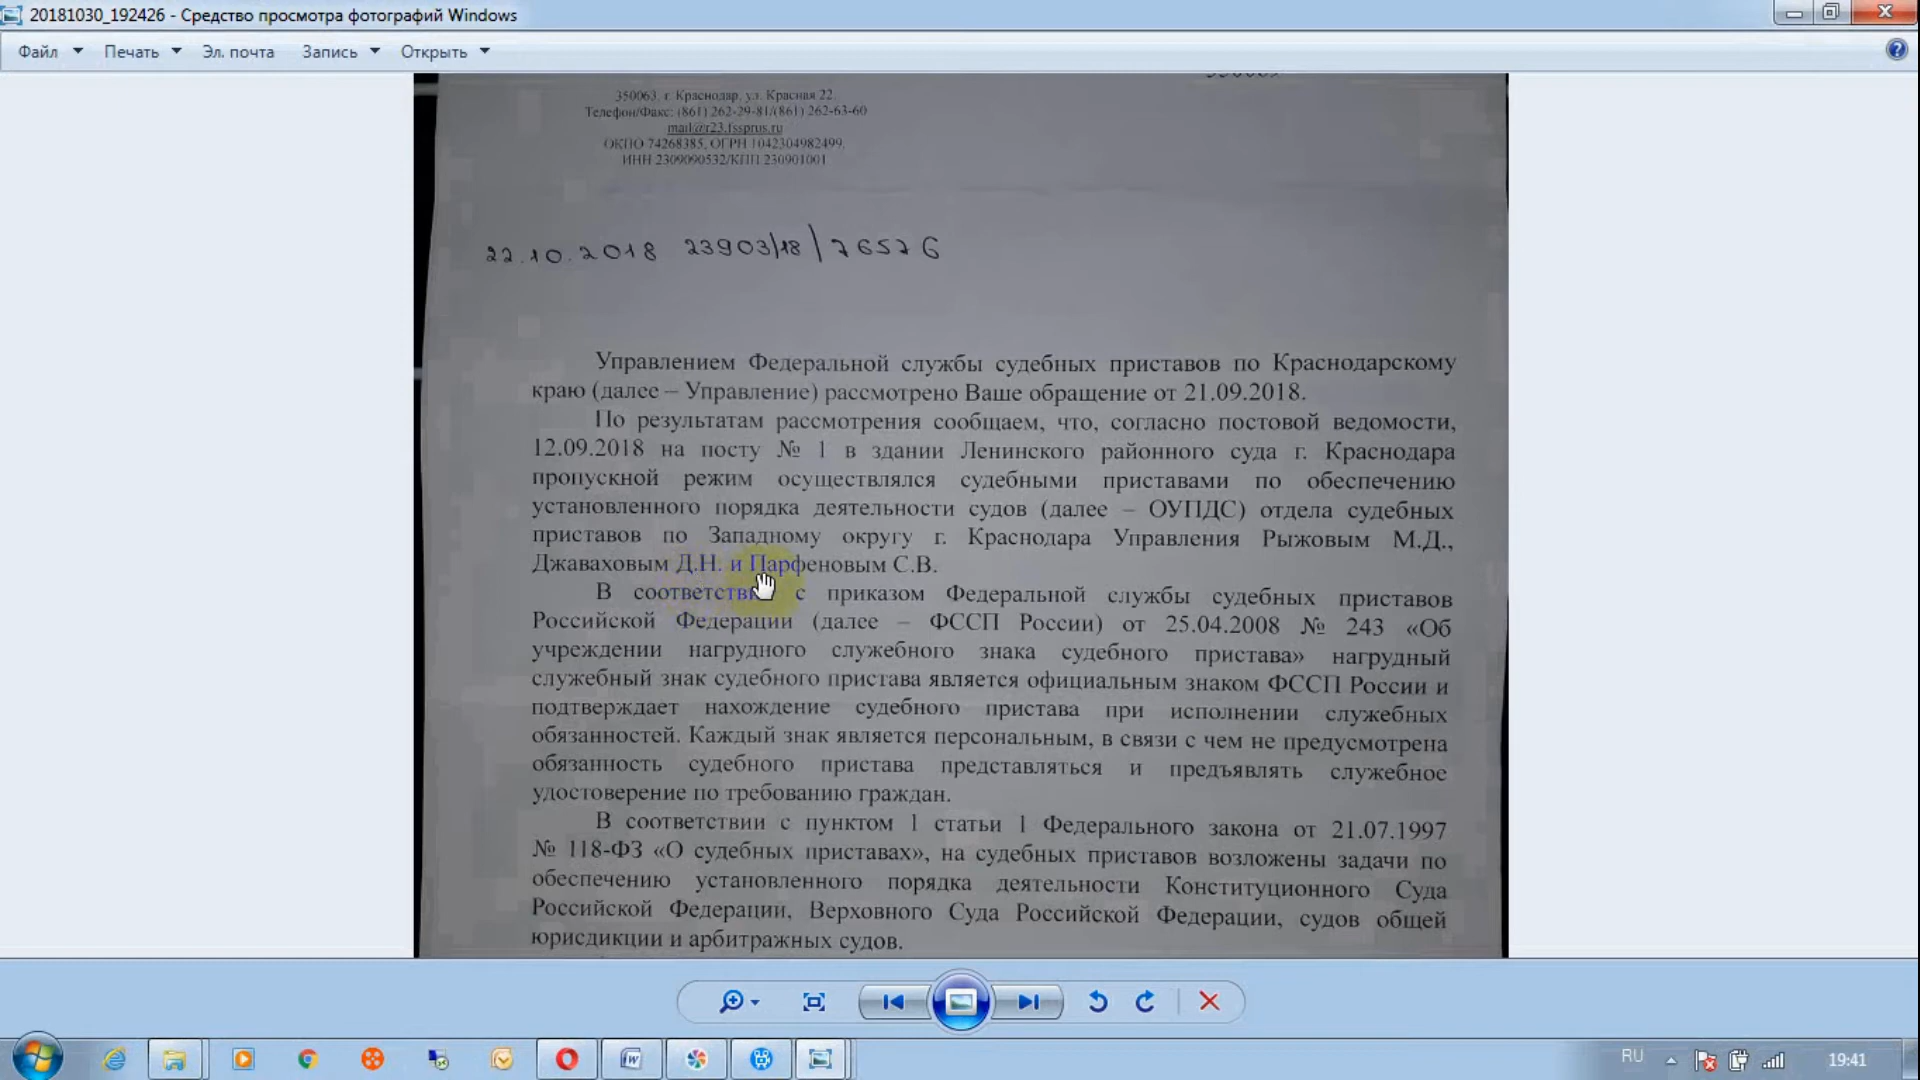 20181030_192426 - Средство просмотра фотографий Windows
Файл Печать Эл. почта Запись Открыть
350063, г. Краснодар, ул. Красная 22,
Телефон/Факс: (861) 262-29-81/(861) 262-63-60
mail@r23.fssprus.ru
ОКПО 74268385, ОГРН 1042304982499,
ИНН 2309090532/КПП 230901001
22.10.2018 23903/18/76576
Управлением Федеральной службы судебных приставов по Краснодарскому
краю (далее – Управление) рассмотрено Ваше обращение от 21.09.2018.
По результатам рассмотрения сообщаем, что, согласно постовой ведомости,
12.09.2018 на посту № 1 в здании Ленинского районного суда г. Краснодара
пропускной режим осуществлялся судебными приставами по обеспечению
установленного порядка деятельности судов (далее – ОУПДС) отдела судебных
приставов по Западному округу г. Краснодара Управления Рыжовым М.Д.,
Джаваховым Д.Н. и Парфеновым С.В.
В соответствии с приказом Федеральной службы судебных приставов
Российской Федерации (далее – ФССП России) от 25.04.2008 № 243 «Об
учреждении нагрудного служебного знака судебного пристава» нагрудный
служебный знак судебного пристава является официальным знаком ФССП России и
подтверждает нахождение судебного пристава при исполнении служебных
обязанностей. Каждый знак является персональным, в связи с чем не предусмотрена
обязанность судебного пристава представляться и предъявлять служебное
удостоверение по требованию граждан.
В соответствии с пунктом 1 статьи 1 Федерального закона от 21.07.1997
№ 118-ФЗ «О судебных приставах», на судебных приставов возложены задачи по
обеспечению установленного порядка деятельности Конституционного Суда
Российской Федерации, Верховного Суда Российской Федерации, судов общей
юрисдикции и арбитражных судов.
RU 19:41